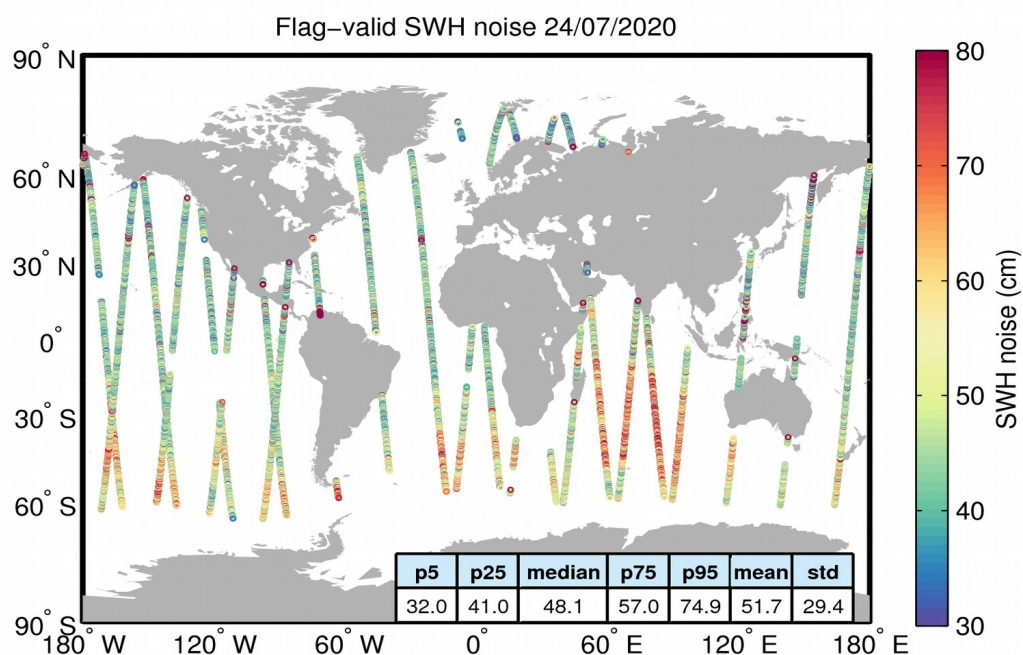 Flag−valid SWH noise 24/07/2020
90° N
60° N
30° N
0°
30° S
60° S
90° S
180° W
120° W
60° W
0°
60° E
120° E
180° E
p5 p25 median p75 p95 mean std
32.0 41.0 48.1 57.0 74.9 51.7 29.4
80
70
60
50
40
30
SWH noise (cm)